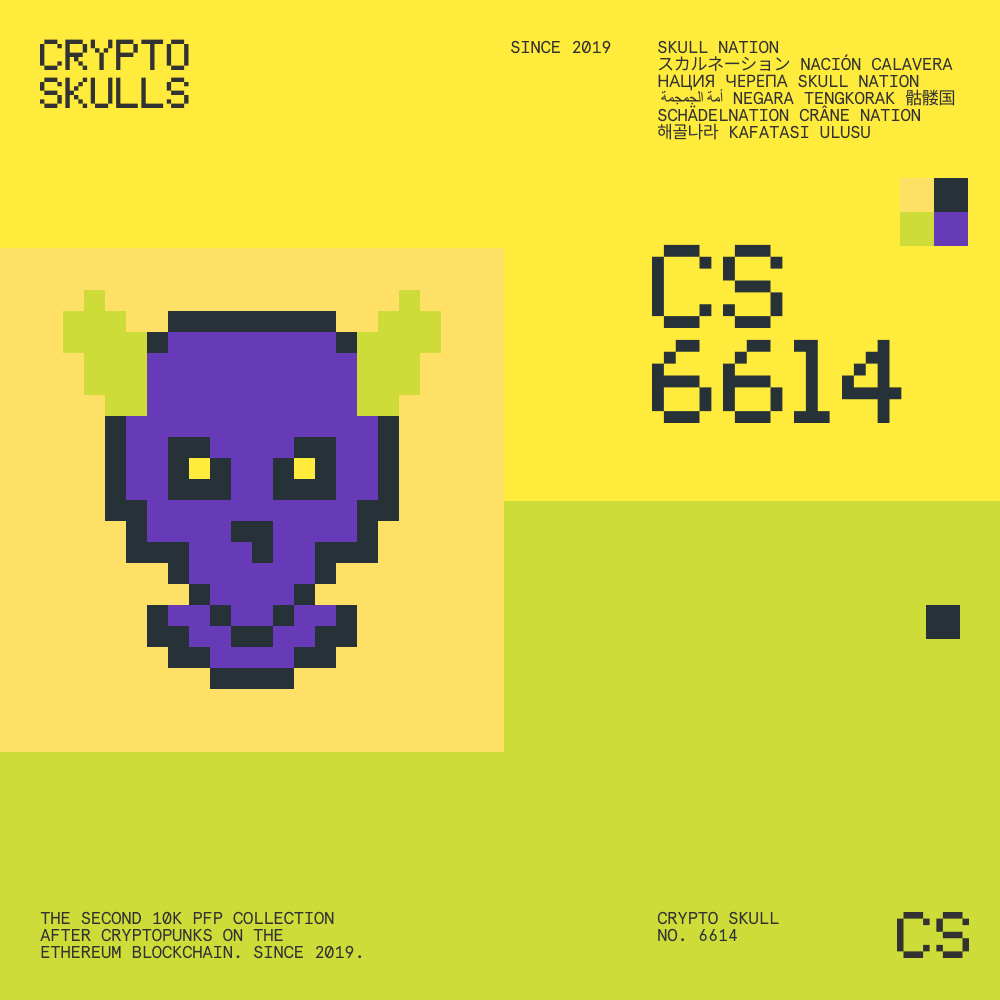 CRYPTO
SKULLS
SINCE 2019
SKULL NATION
スカルネーション NACIÓN CALAVERA
НАЦИЯ ЧЕРЕПА SKULL NATION
أمة الجمجمة NEGARA TENGKORAK 骷髅国
SCHÄDELNATION CRÂNE NATION
해골나라 KAFATASI ULUSU
CS
6614
THE SECOND 10K PFP COLLECTION
AFTER CRYPTOPUNKS ON THE
ETHEREUM BLOCKCHAIN. SINCE 2019.
CRYPTO SKULL
NO. 6614
CS